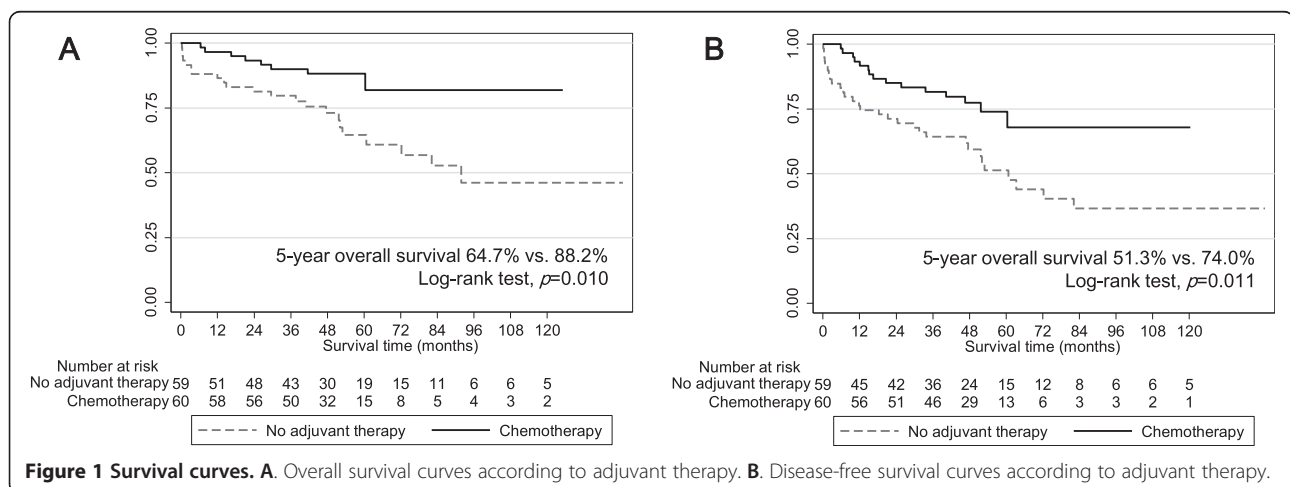 A
1.00
0.75
0.50
0.25
0.00
5-year overall survival 64.7% vs. 88.2%
Log-rank test, p=0.010
0 12 24 36 48 60 72 84 96 108 120
Survival time (months)
Number at risk
No adjuvant therapy 59 51 48 43 30 19 15 11 6 6 5
Chemotherapy 60 58 56 50 32 15 8 5 4 3 2
No adjuvant therapy Chemotherapy
B
1.00
0.75
0.50
0.25
0.00
5-year overall survival 51.3% vs. 74.0%
Log-rank test, p=0.011
0 12 24 36 48 60 72 84 96 108 120
Survival time (months)
Number at risk
No adjuvant therapy 59 45 42 36 24 15 12 8 6 6 5
Chemotherapy 60 56 51 46 29 13 6 3 3 2 1
No adjuvant therapy Chemotherapy
Figure 1 Survival curves. A. Overall survival curves according to adjuvant therapy. B. Disease-free survival curves according to adjuvant therapy.